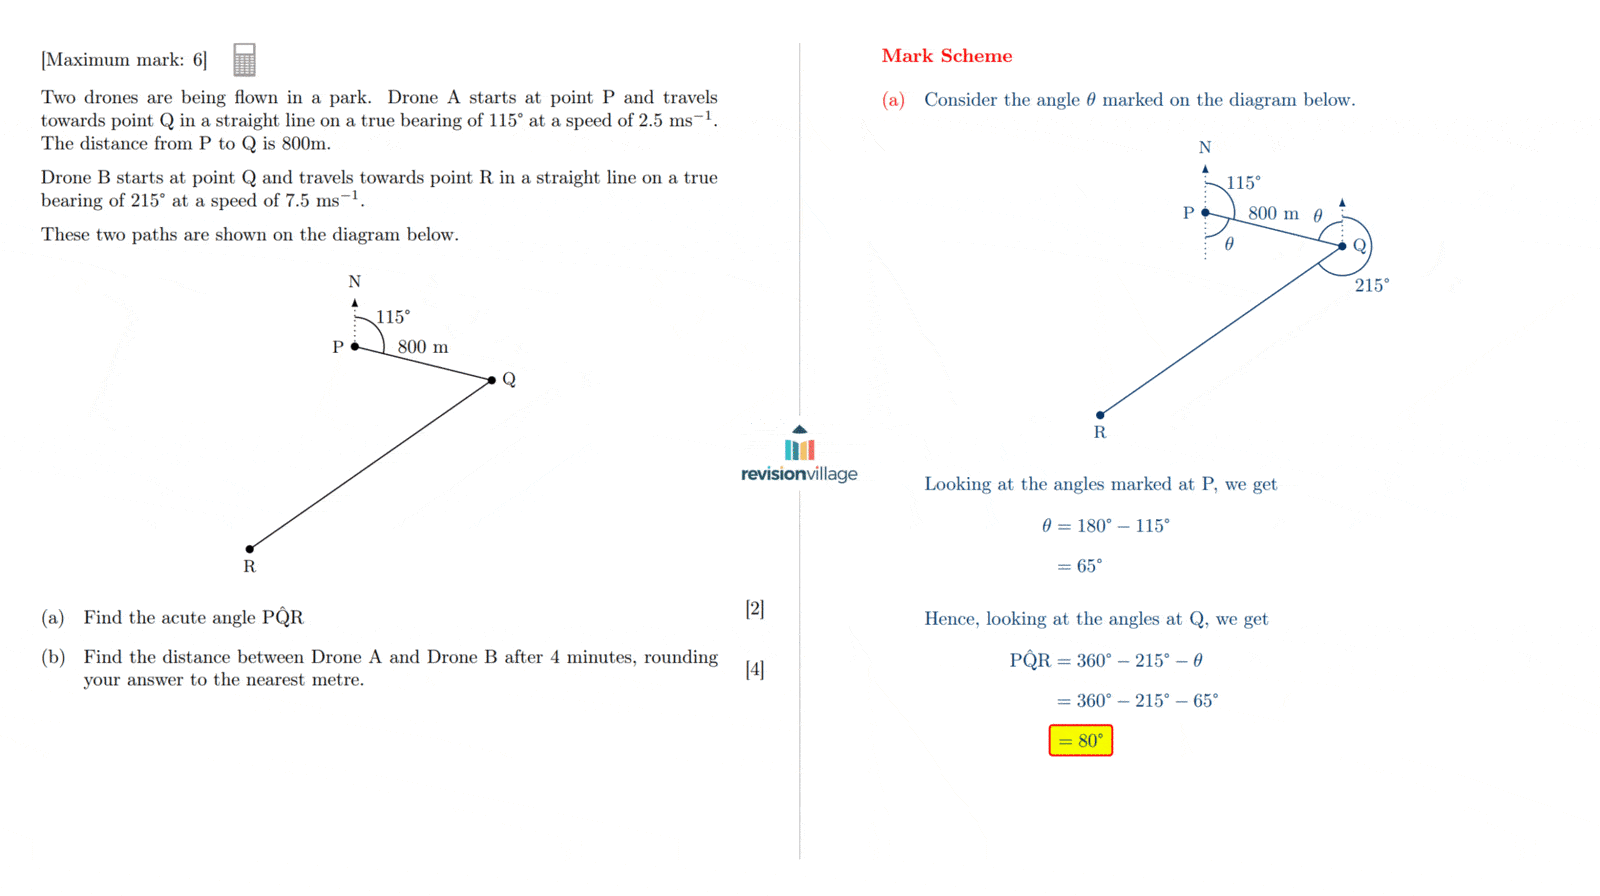 [Maximum mark: 6]
Two drones are being flown in a park. Drone A starts at point P and travels
towards point Q in a straight line on a true bearing of 115° at a speed of 2.5 ms⁻¹.
The distance from P to Q is 800m.
Drone B starts at point Q and travels towards point R in a straight line on a true
bearing of 215° at a speed of 7.5 ms⁻¹.
These two paths are shown on the diagram below.
N
115°
P
800 m
Q
R
(a) Find the acute angle PQ̂R [2]
(b) Find the distance between Drone A and Drone B after 4 minutes, rounding
your answer to the nearest metre. [4]
revisionvillage
Mark Scheme
(a) Consider the angle θ marked on the diagram below.
N
115°
P
800 m
θ
θ
Q
215°
R
Looking at the angles marked at P, we get
θ = 180° − 115°
= 65°
Hence, looking at the angles at Q, we get
PQ̂R = 360° − 215° − θ
= 360° − 215° − 65°
= 80°